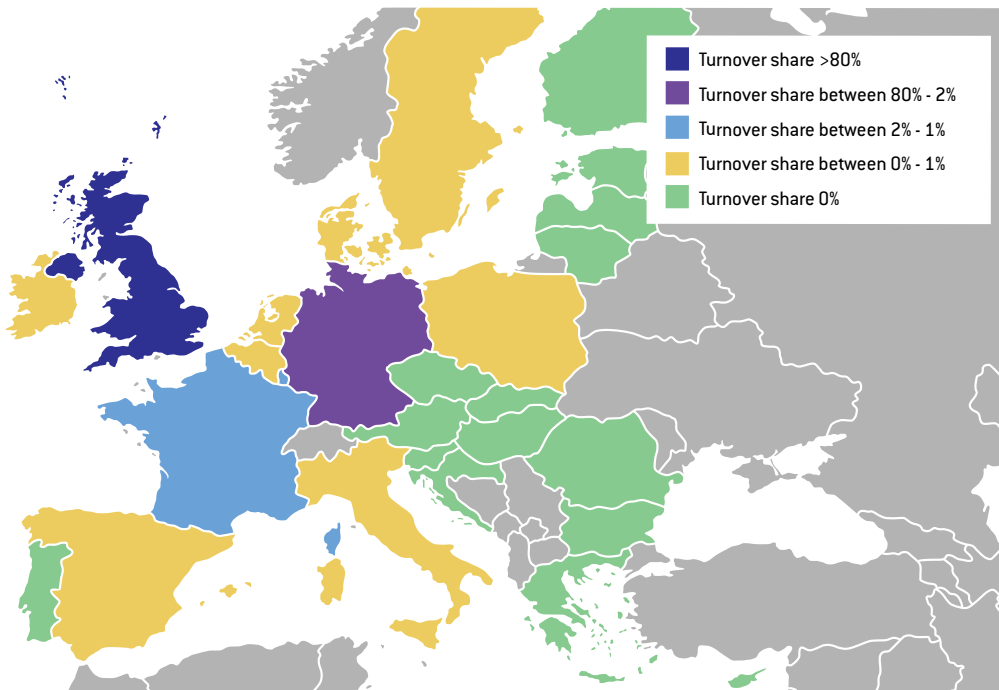 Turnover share >80%
Turnover share between 80% - 2%
Turnover share between 2% - 1%
Turnover share between 0% - 1%
Turnover share 0%